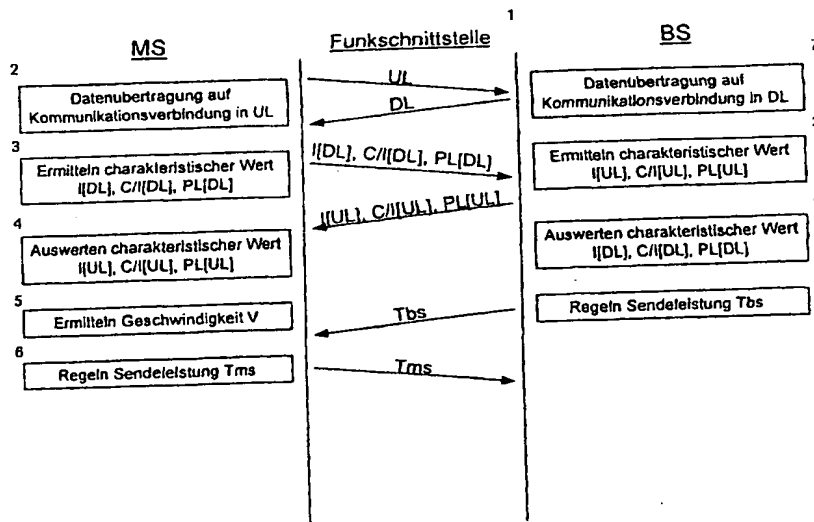 1
MS
Funkschnittstelle
BS
2
Datenubertragung auf
Kommunikationsverbindung in UL
UL
DL
7
Datenubertragung auf
Kommunikationsverbindung in DL
3
Ermitteln charakteristischer Wert
I[DL], C/I[DL], PL[DL]
I[DL], C/I[DL], PL[DL]
Ermitteln charakteristischer Wert
I[UL], C/I[UL], PL[UL]
I[UL], C/I[UL], PL[UL]
4
Auswerten charakteristischer Wert
I[UL], C/I[UL], PL[UL]
Auswerten charakteristischer Wert
I[DL], C/I[DL], PL[DL]
5
Ermitteln Geschwindigkeit V
Tbs
Regeln Sendeleistung Tbs
6
Regeln Sendeleistung Tms
Tms